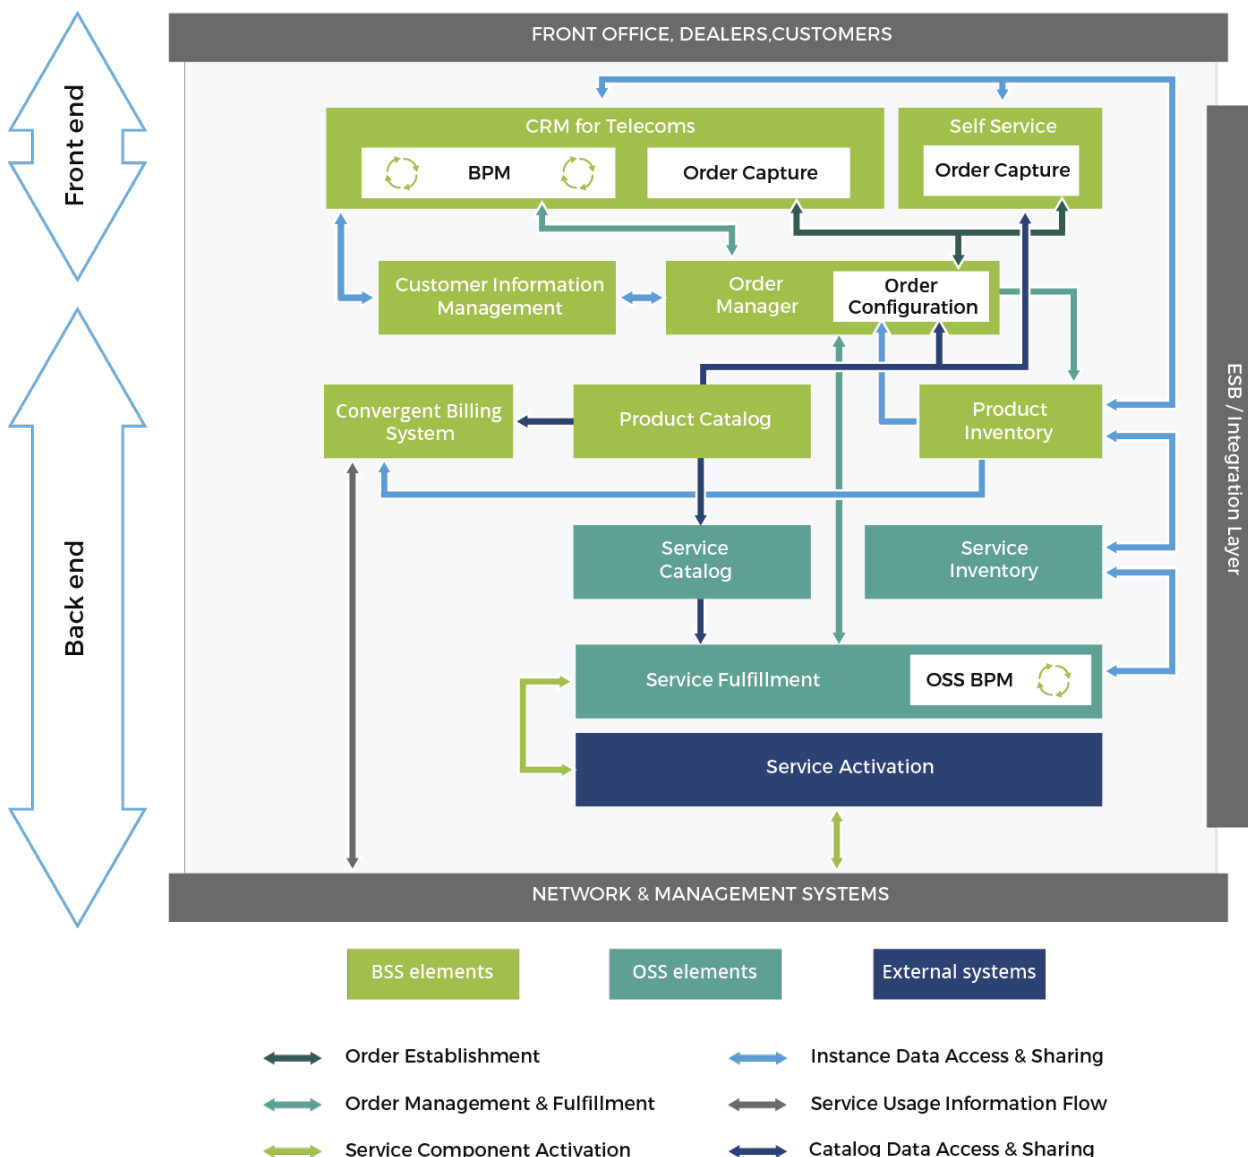 FRONT OFFICE, DEALERS,CUSTOMERS
Front end
CRM for Telecoms
BPM
Order Capture
Self Service
Order Capture
Customer Information
Management
Order
Manager
Order
Configuration
Convergent Billing
System
Product Catalog
Product
Inventory
ESB / Integration Layer
Back end
Service
Catalog
Service
Inventory
Service Fulfillment
OSS BPM
Service Activation
NETWORK & MANAGEMENT SYSTEMS
BSS elements
OSS elements
External systems
Order Establishment
Instance Data Access & Sharing
Order Management & Fulfillment
Service Usage Information Flow
Service Component Activation
Catalog Data Access & Sharing